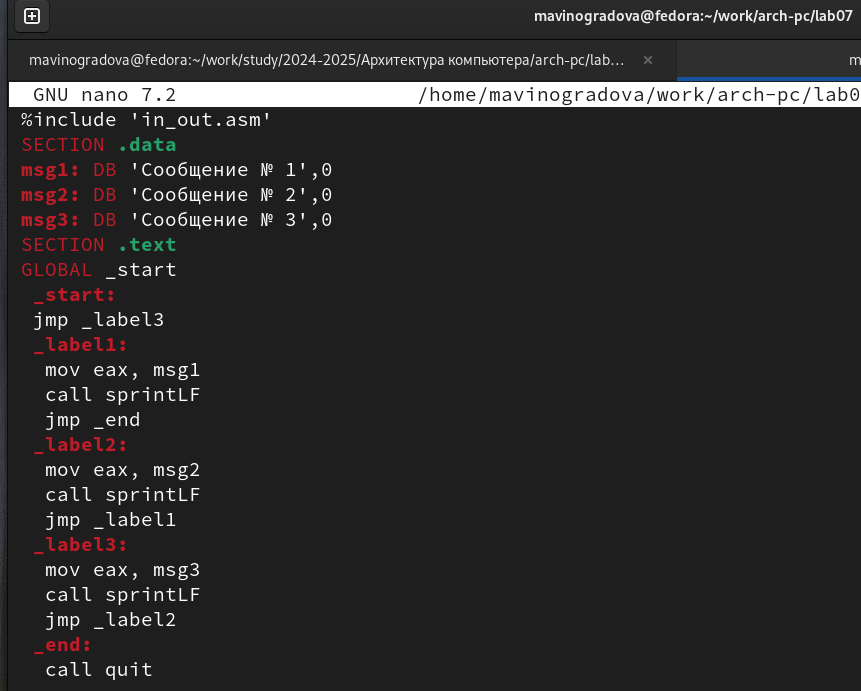 mavinogradova@fedora:~/work/arch-pc/lab07
mavinogradova@fedora:~/work/study/2024-2025/Архитектура компьютера/arch-pc/lab… × m
GNU nano 7.2 /home/mavinogradova/work/arch-pc/lab0
%include 'in_out.asm'
SECTION .data
msg1: DB 'Сообщение № 1',0
msg2: DB 'Сообщение № 2',0
msg3: DB 'Сообщение № 3',0
SECTION .text
GLOBAL _start
_start:
jmp _label3
_label1:
mov eax, msg1
call sprintLF
jmp _end
_label2:
mov eax, msg2
call sprintLF
jmp _label1
_label3:
mov eax, msg3
call sprintLF
jmp _label2
_end:
call quit